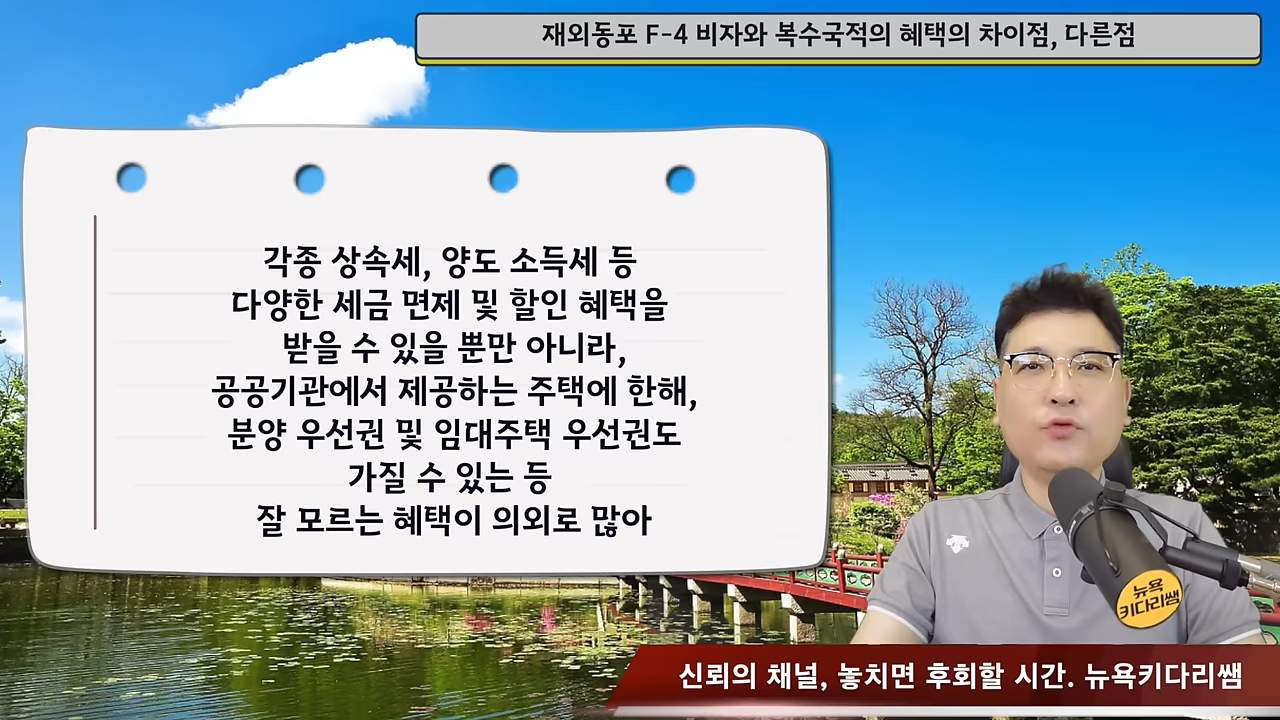 재외동포 F-4 비자와 복수국적의 혜택의 차이점, 다른점
각종 상속세, 양도 소득세 등
다양한 세금 면제 및 할인 혜택을
받을 수 있을 뿐만 아니라,
공공기관에서 제공하는 주택에 한해,
분양 우선권 및 임대주택 우선권도
가질 수 있는 등
잘 모르는 혜택이 의외로 많아
뉴욕
키다리쌤
신뢰의 채널, 놓치면 후회할 시간. 뉴욕키다리쌤